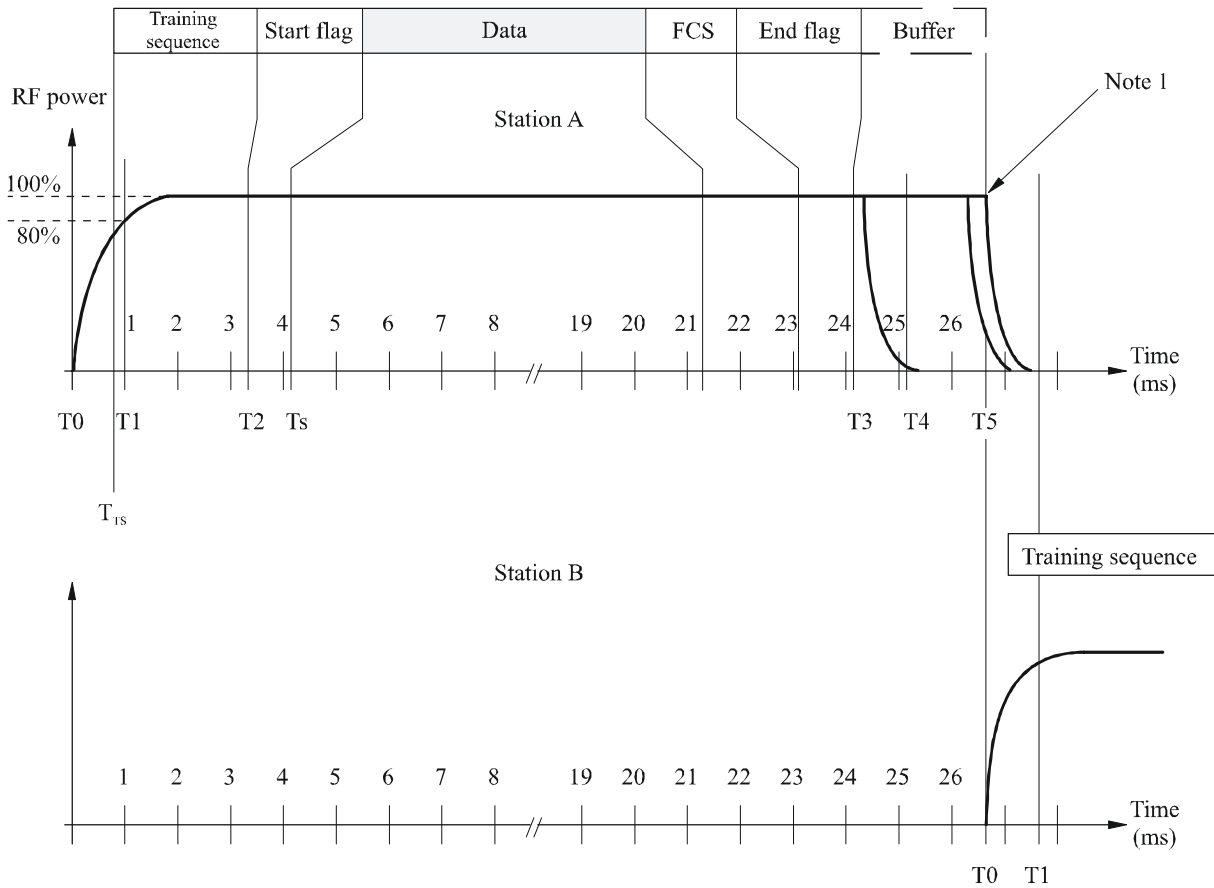 Training sequence Start flag Data FCS End flag Buffer
RF power
Station A
Note 1
100%
80%
1 2 3 4 5 6 7 8 19 20 21 22 23 24 25 26
Time (ms)
T0 T1 T2 Ts T3 T4 T5
T_TS
Station B
Training sequence
1 2 3 4 5 6 7 8 19 20 21 22 23 24 25 26
Time (ms)
T0 T1